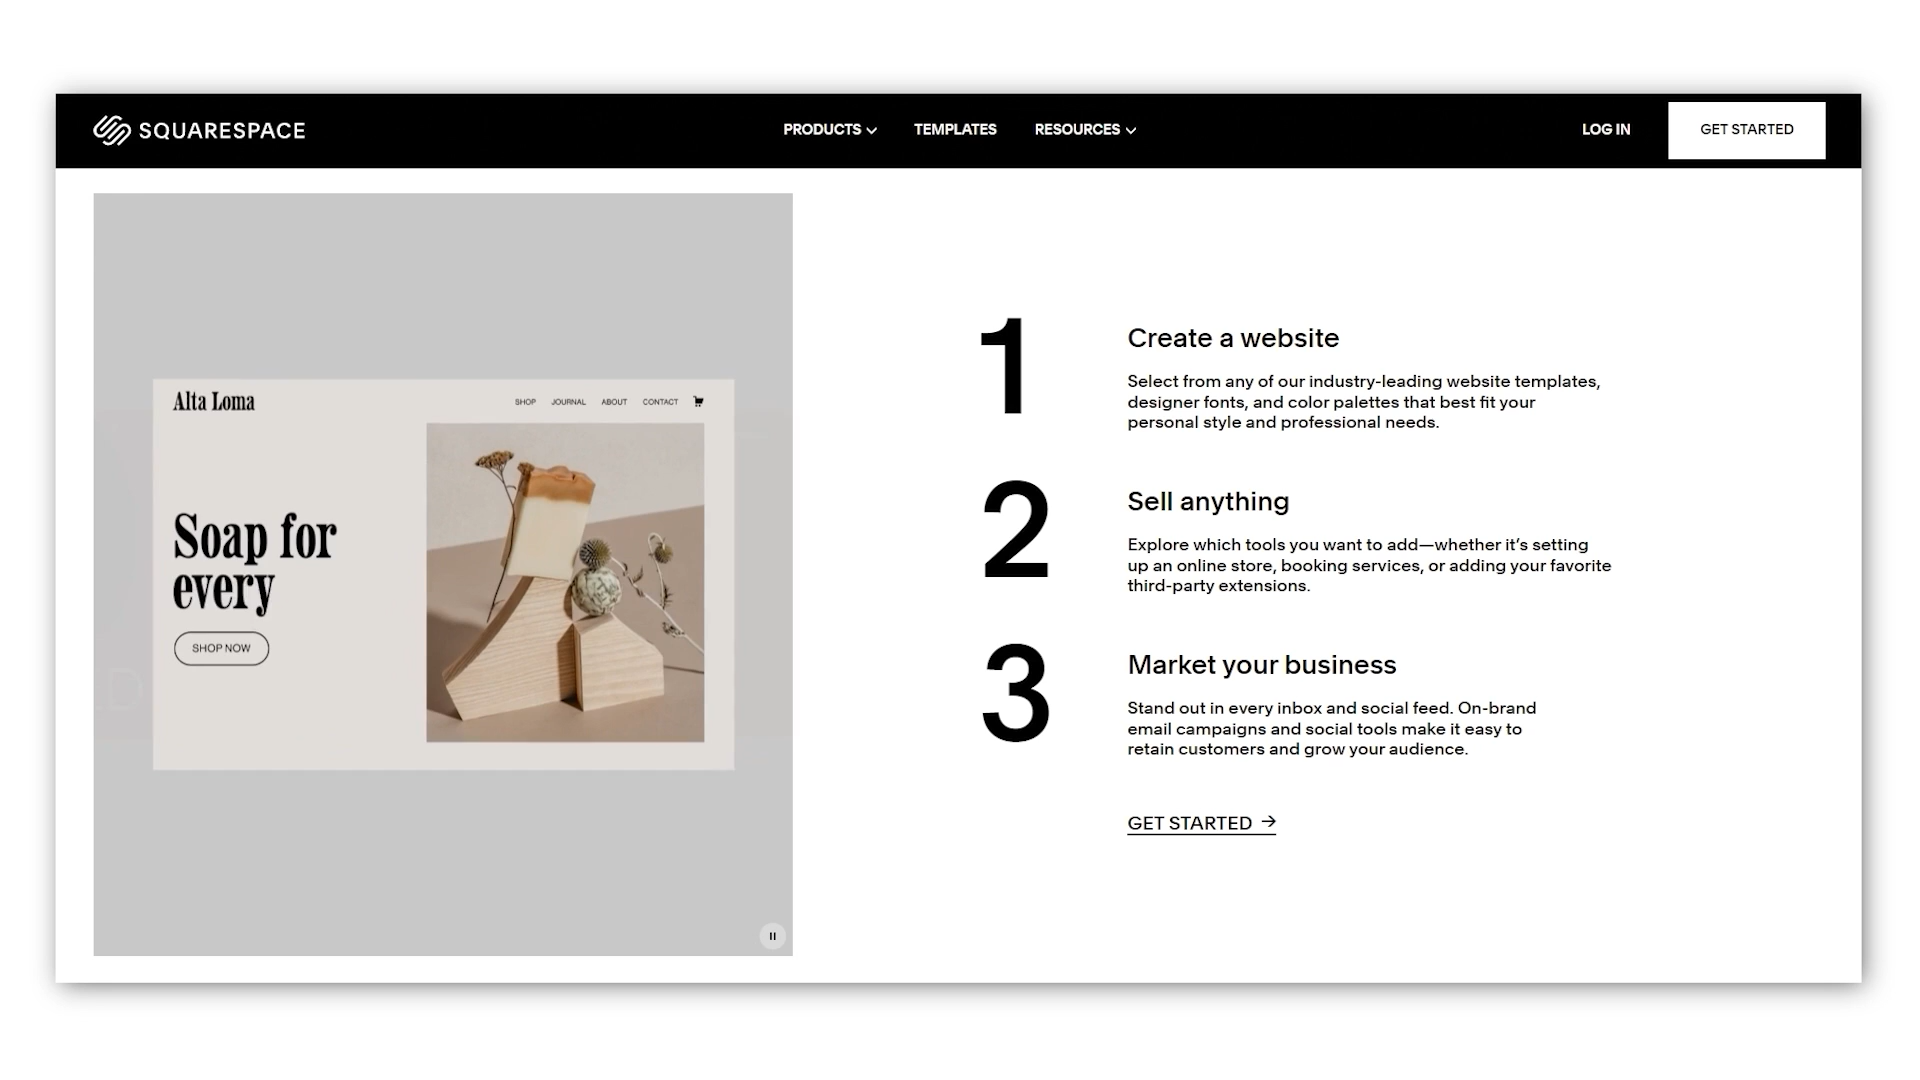 SQUARESPACE
PRODUCTS
TEMPLATES
RESOURCES
LOG IN
GET STARTED
Alta Loma
SHOP
JOURNAL
ABOUT
CONTACT
Soap for
every
SHOP NOW
1
Create a website
Select from any of our industry-leading website templates,
designer fonts, and color palettes that best fit your
personal style and professional needs.
2
Sell anything
Explore which tools you want to add—whether it’s setting
up an online store, booking services, or adding your favorite
third-party extensions.
3
Market your business
Stand out in every inbox and social feed. On-brand
email campaigns and social tools make it easy to
retain customers and grow your audience.
GET STARTED →